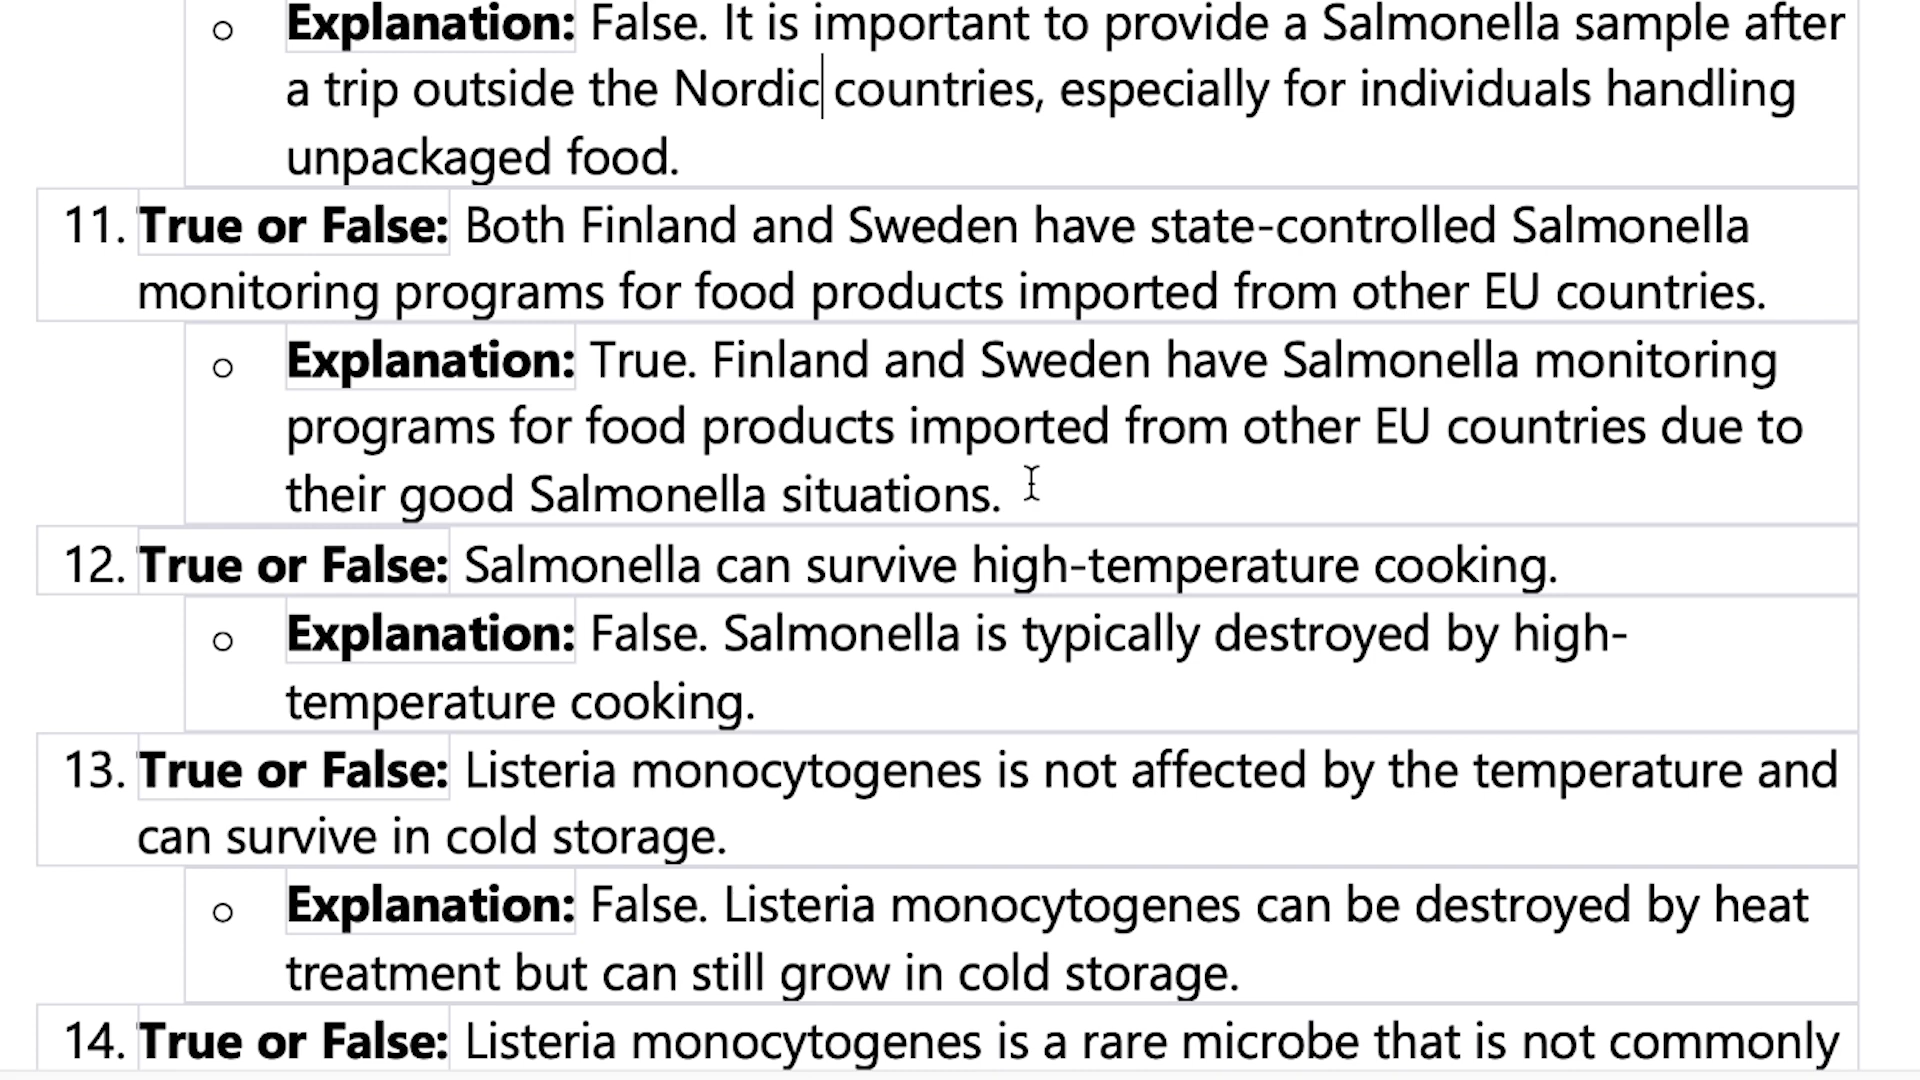 ○ Explanation: False. It is important to provide a Salmonella sample after
a trip outside the Nordic countries, especially for individuals handling
unpackaged food.
11. True or False: Both Finland and Sweden have state-controlled Salmonella
monitoring programs for food products imported from other EU countries.
○ Explanation: True. Finland and Sweden have Salmonella monitoring
programs for food products imported from other EU countries due to
their good Salmonella situations.
12. True or False: Salmonella can survive high-temperature cooking.
○ Explanation: False. Salmonella is typically destroyed by high-
temperature cooking.
13. True or False: Listeria monocytogenes is not affected by the temperature and
can survive in cold storage.
○ Explanation: False. Listeria monocytogenes can be destroyed by heat
treatment but can still grow in cold storage.
14. True or False: Listeria monocytogenes is a rare microbe that is not commonly